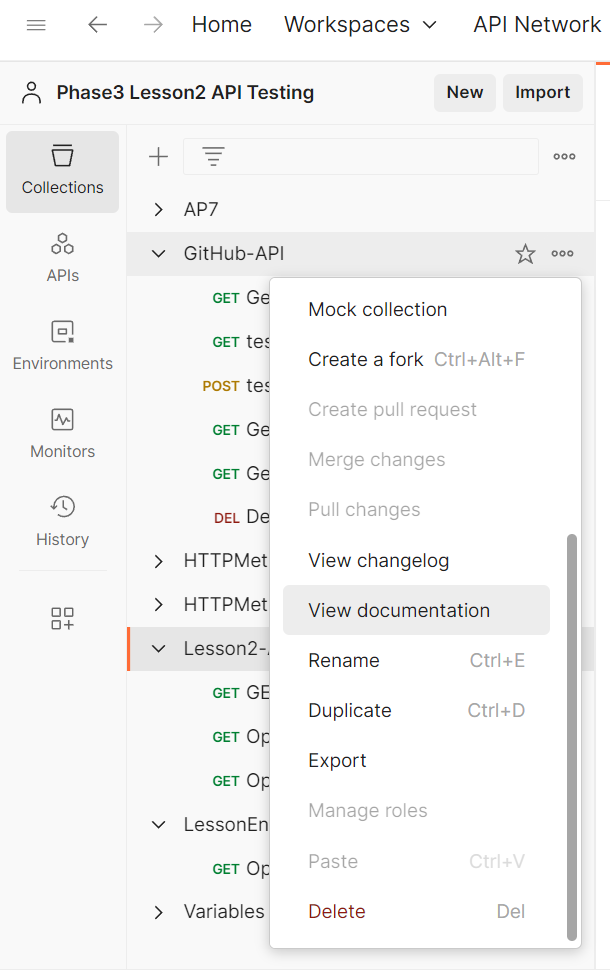 Home Workspaces API Network
Phase3 Lesson2 API Testing New Import
Collections
APIs
Environments
Monitors
History
AP7
GitHub-API
GET Ge
GET tes
POST tes
GET Ge
GET Ge
DEL De
HTTPMet
HTTPMet
Lesson2-
GET GE
GET Op
GET Op
LessonEn
GET Op
Variables
Mock collection
Create a fork Ctrl+Alt+F
Create pull request
Merge changes
Pull changes
View changelog
View documentation
Rename Ctrl+E
Duplicate Ctrl+D
Export
Manage roles
Paste Ctrl+V
Delete Del